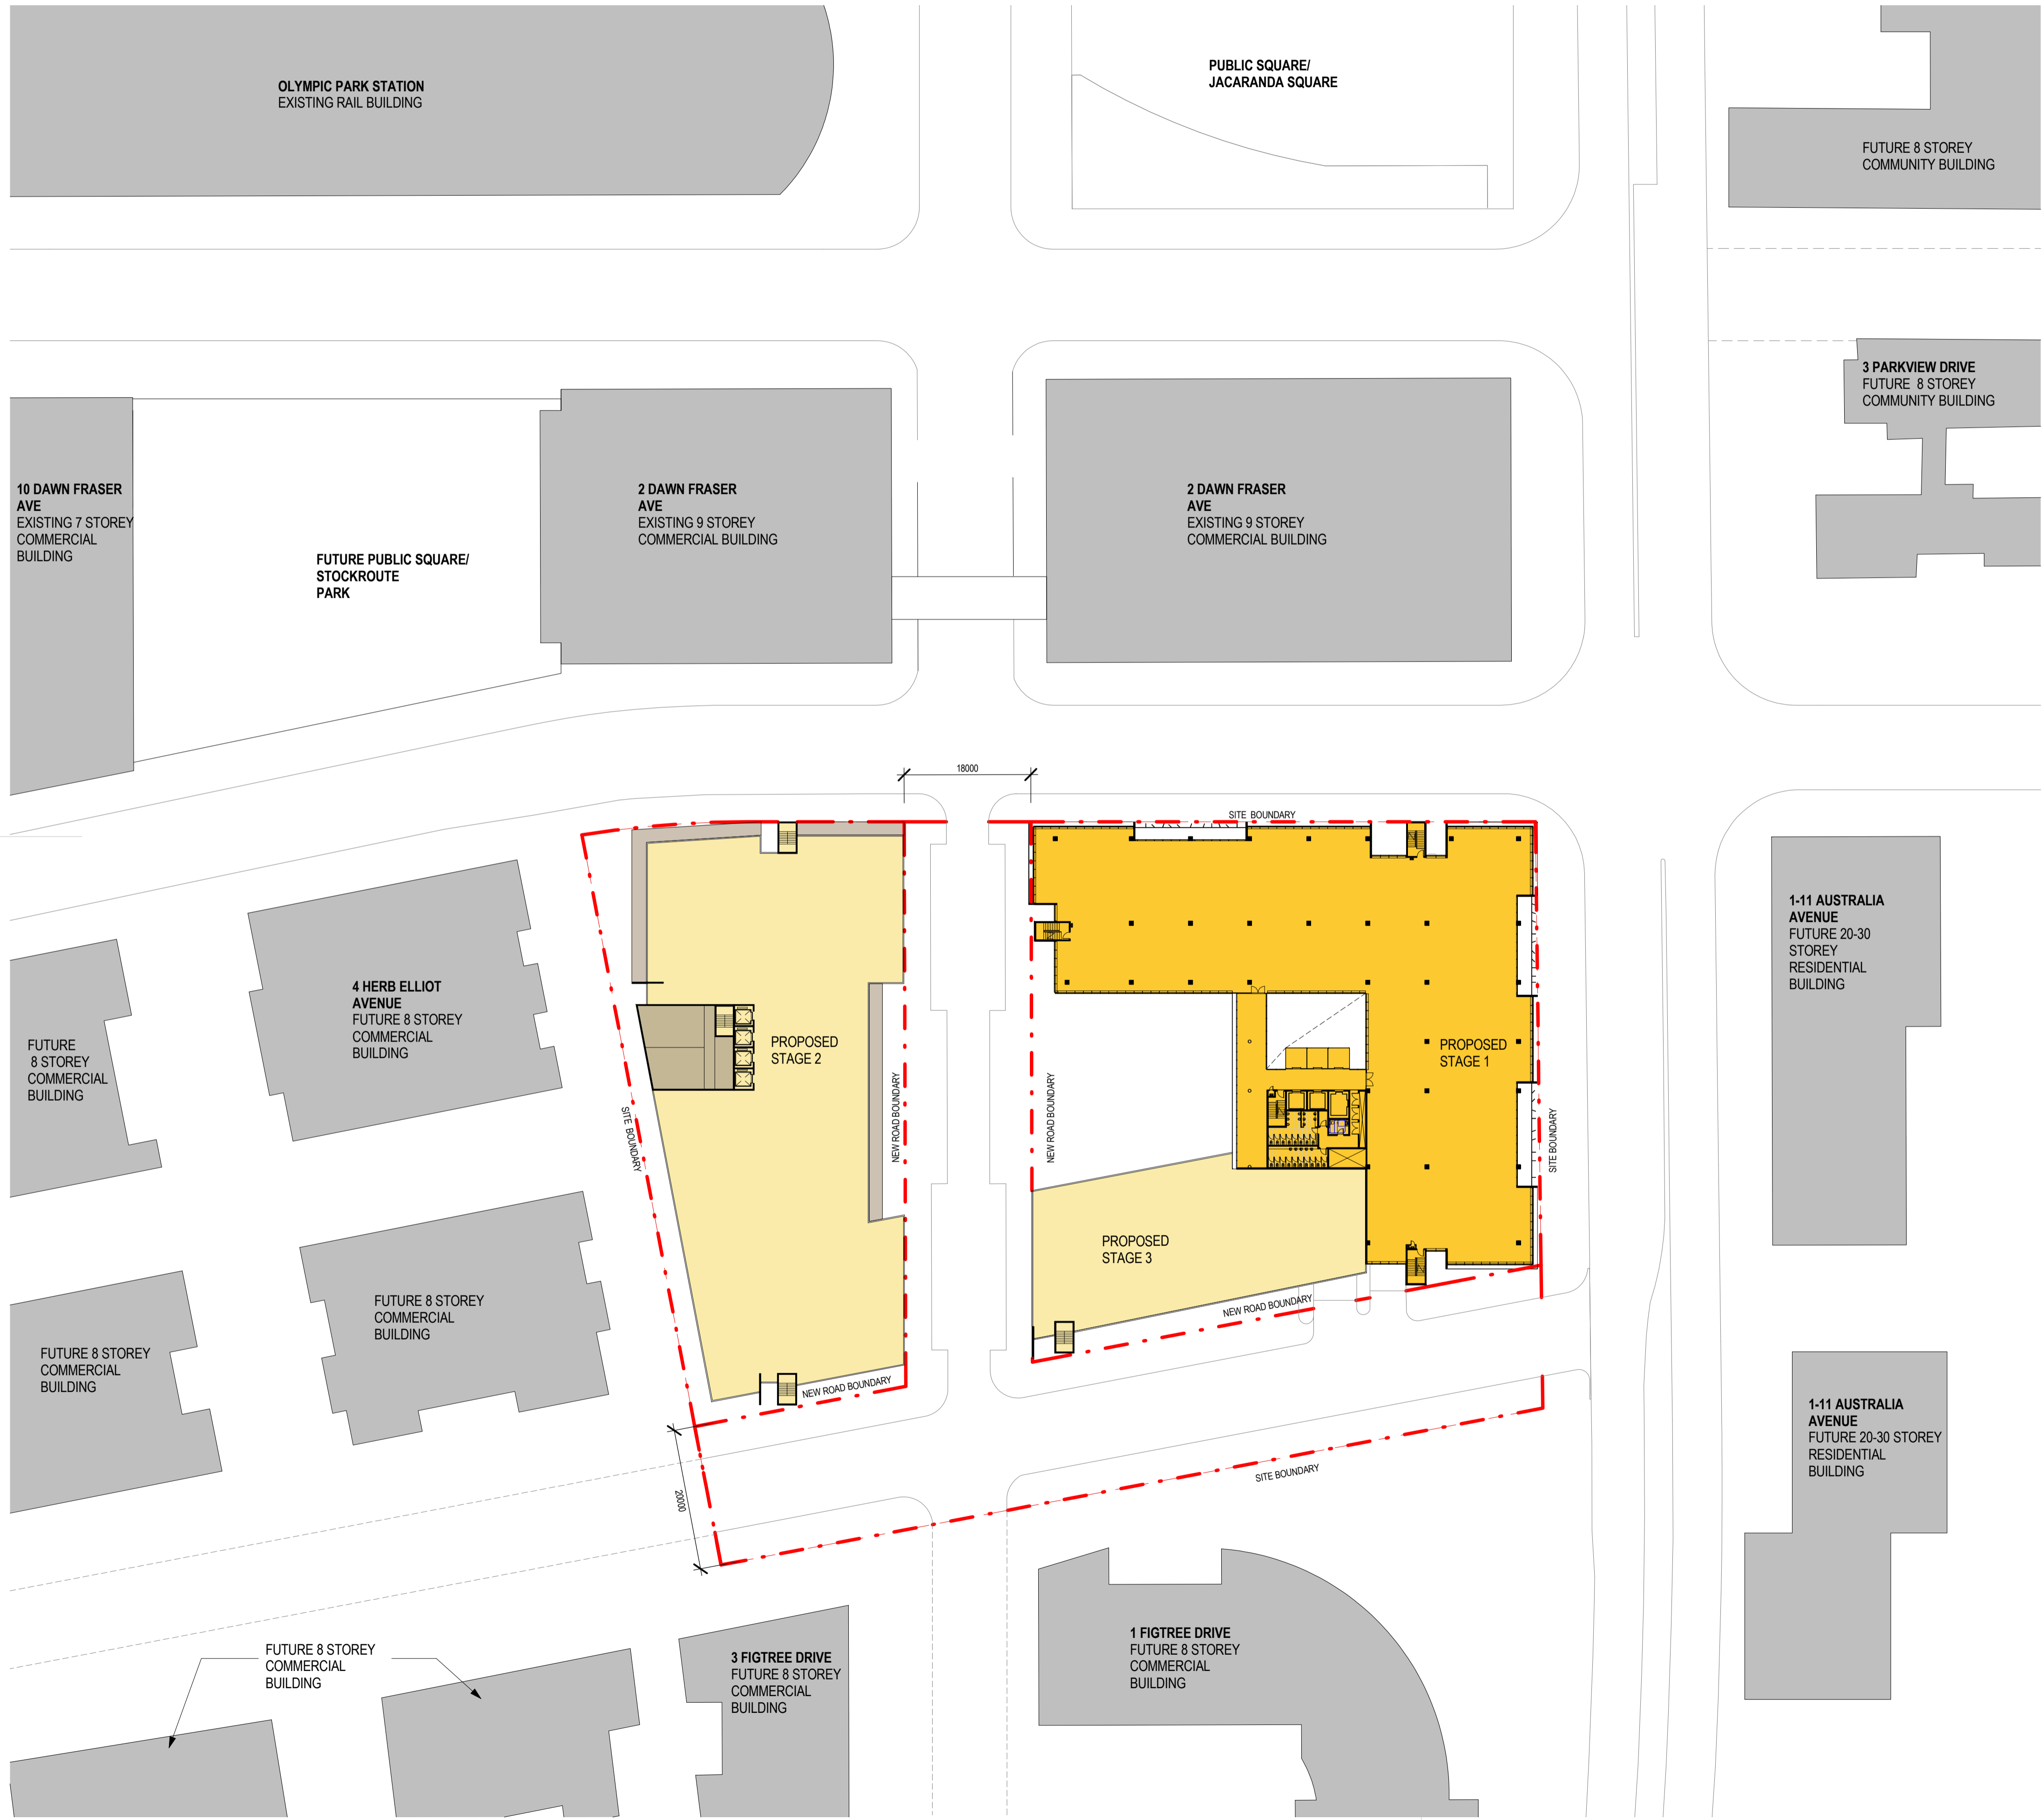 OLYMPIC PARK STATION
EXISTING RAIL BUILDING
PUBLIC SQUARE/
JACARANDA SQUARE
FUTURE 8 STOREY
COMMUNITY BUILDING
3 PARKVIEW DRIVE
FUTURE 8 STOREY
COMMUNITY BUILDING
10 DAWN FRASER
AVE
EXISTING 7 STOREY
COMMERCIAL
BUILDING
FUTURE PUBLIC SQUARE/
STOCKROUTE
PARK
2 DAWN FRASER
AVE
EXISTING 9 STOREY
COMMERCIAL BUILDING
2 DAWN FRASER
AVE
EXISTING 9 STOREY
COMMERCIAL BUILDING
18000
SITE BOUNDARY
1-11 AUSTRALIA
AVENUE
FUTURE 20-30
STOREY
RESIDENTIAL
BUILDING
4 HERB ELLIOT
AVENUE
FUTURE 8 STOREY
COMMERCIAL
BUILDING
FUTURE
8 STOREY
COMMERCIAL
BUILDING
PROPOSED
STAGE 2
PROPOSED
STAGE 1
SITE BOUNDARY
NEW ROAD BOUNDARY
NEW ROAD BOUNDARY
SITE BOUNDARY
PROPOSED
STAGE 3
FUTURE 8 STOREY
COMMERCIAL
BUILDING
FUTURE 8 STOREY
COMMERCIAL
BUILDING
NEW ROAD BOUNDARY
NEW ROAD BOUNDARY
1-11 AUSTRALIA
AVENUE
FUTURE 20-30 STOREY
RESIDENTIAL
BUILDING
20000
SITE BOUNDARY
FUTURE 8 STOREY
COMMERCIAL
BUILDING
3 FIGTREE DRIVE
FUTURE 8 STOREY
COMMERCIAL
BUILDING
1 FIGTREE DRIVE
FUTURE 8 STOREY
COMMERCIAL
BUILDING